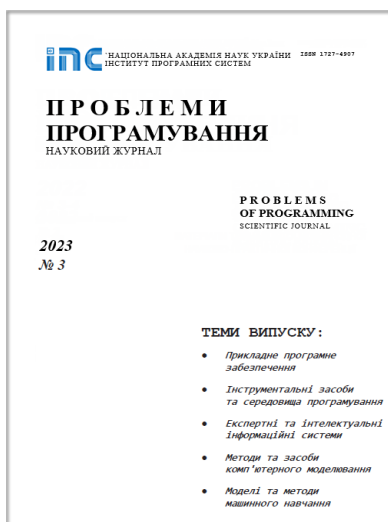 іпс
'НАЦІОНАЛЬНА АКАДЕМІЯ НАУК УКРАЇНИ ISSN 1727-4907
ІНСТИТУТ ПРОГРАМНИХ СИСТЕМ
ПРОБЛЕМИ
ПРОГРАМУВАННЯ
НАУКОВИЙ ЖУРНАЛ
PROBLEMS
OF PROGRAMMING
SCIENTIFIC JOURNAL
2023
№ 3
ТЕМИ ВИПУСКУ:
• Прикладне програмне
забезпечення
• Інструментальні засоби
та середовища програмування
• Експертні та інтелектуальні
інформаційні системи
• Методи та засоби
комп'ютерного моделювання
• Моделі та методи
машинного навчання